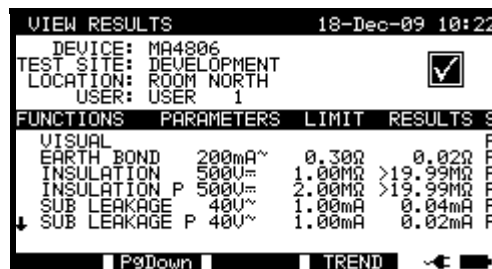 VIEW RESULTS 18-Dec-09 10:22
DEVICE: MA4806
TEST SITE: DEVELOPMENT
LOCATION: ROOM NORTH
USER: USER 1
FUNCTIONS PARAMETERS LIMIT RESULTS S
VISUAL P
EARTH BOND 200mA~ 0.30Ω 0.02Ω P
INSULATION 500V⎓ 1.00MΩ >19.99MΩ P
INSULATION P 500V⎓ 2.00MΩ >19.99MΩ P
SUB LEAKAGE 40V~ 1.00mA 0.04mA P
SUB LEAKAGE P 40V~ 1.00mA 0.02mA P
PgDown TREND